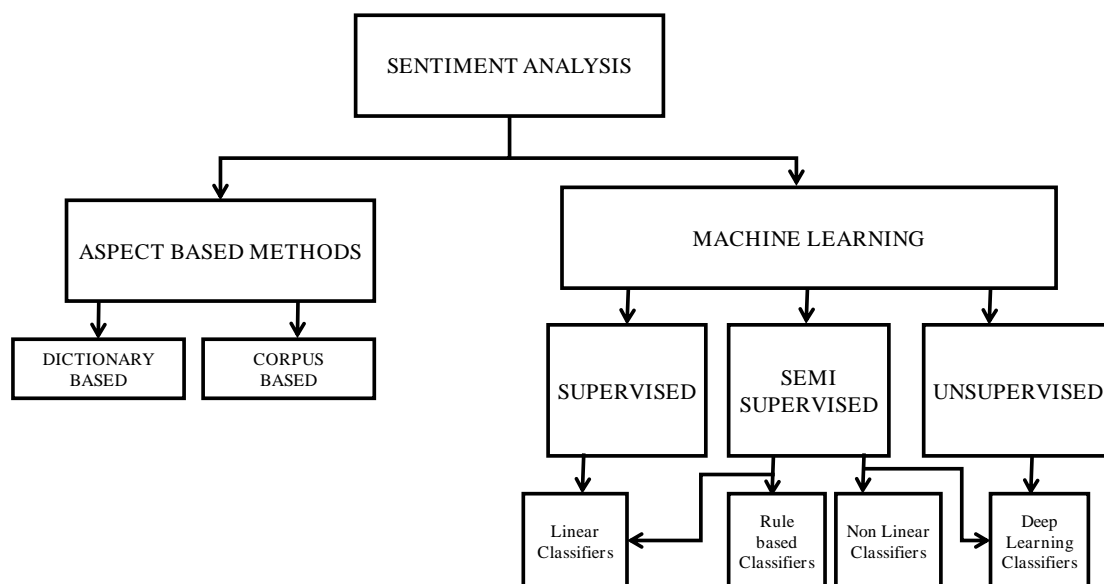 SENTIMENT ANALYSIS
ASPECT BASED METHODS
MACHINE LEARNING
DICTIONARY
BASED
CORPUS
BASED
SUPERVISED
SEMI
SUPERVISED
UNSUPERVISED
Linear
Classifiers
Rule
based
Classifiers
Non Linear
Classifiers
Deep
Learning
Classifiers